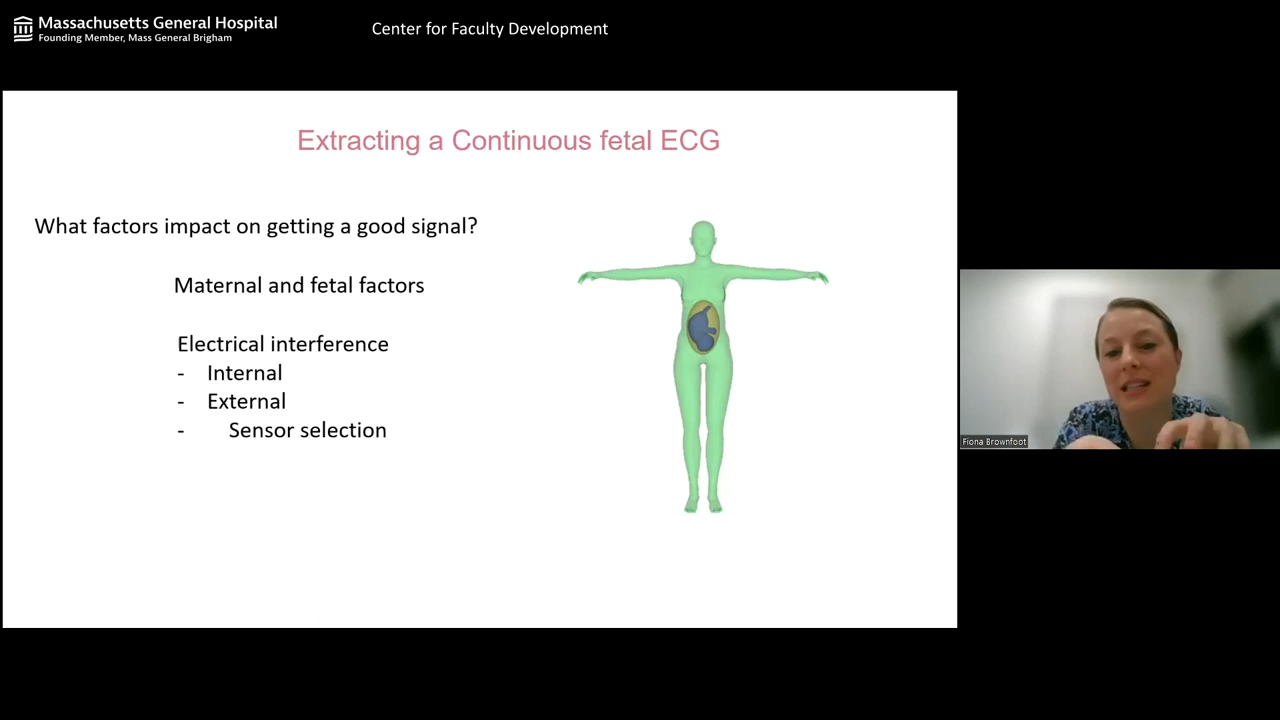 Massachusetts General Hospital
Founding Member, Mass General Brigham
Center for Faculty Development
Extracting a Continuous fetal ECG
What factors impact on getting a good signal?
Maternal and fetal factors
Electrical interference
- Internal
- External
- Sensor selection
Fiona Brownfoot